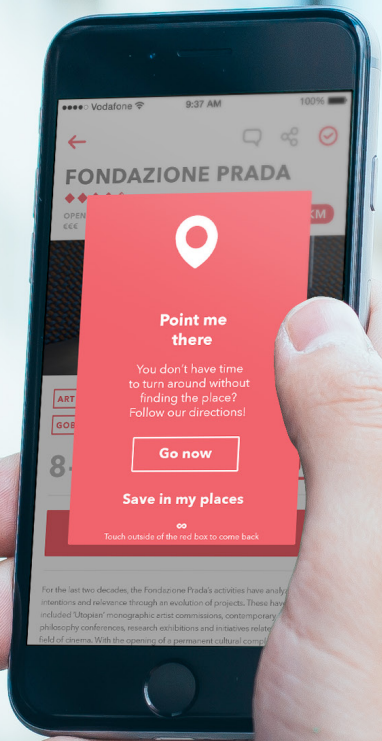 Vodafone 9:37 AM 100%
FONDAZIONE PRADA
OPEN KM
€€€
Point me
there
You don't have time
to turn around without
finding the place?
Follow our directions!
ART
Go now
8
Save in my places
Touch outside of the red box to come back
For the last two decades, the Fondazione Prada's activities have
intentions and relevance through an evolution of projects. These have
included 'Utopian' monographic artist commissions, contemporary
philosophy conferences, research exhibitions and initiatives
field of cinema. With the opening of a permanent cultural